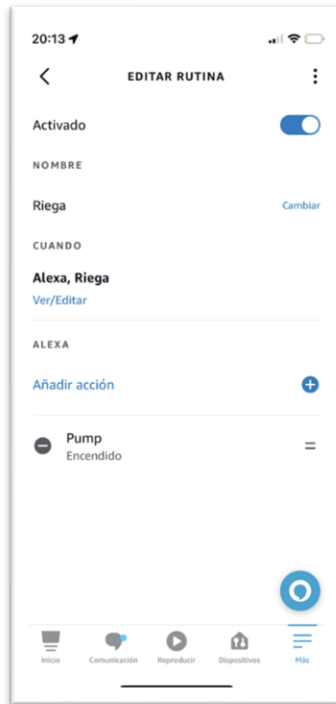 20:13
EDITAR RUTINA
Activado
NOMBRE
Riega
Cambiar
CUANDO
Alexa, Riega
Ver/Editar
ALEXA
Añadir acción
Pump
Encendido
Inicio
Comunicación
Reproducir
Dispositivos
Más